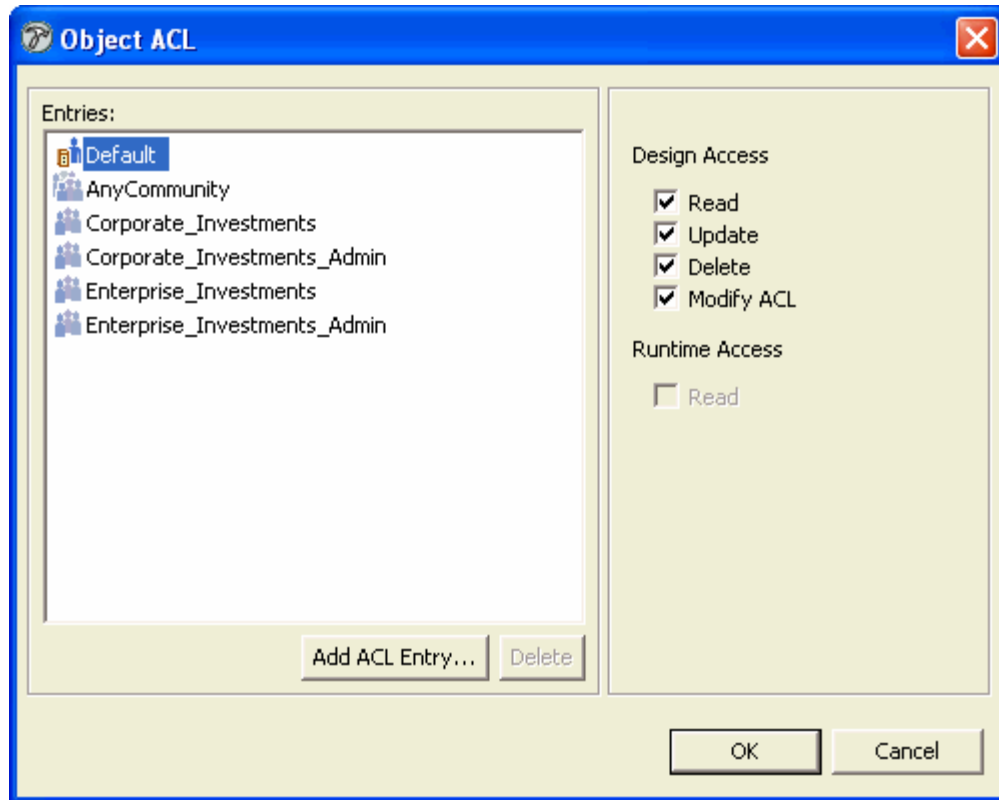 Object ACL
Entries:
Default
AnyCommunity
Corporate_Investments
Corporate_Investments_Admin
Enterprise_Investments
Enterprise_Investments_Admin
Add ACL Entry...
Delete
Design Access
Read
Update
Delete
Modify ACL
Runtime Access
Read
OK
Cancel